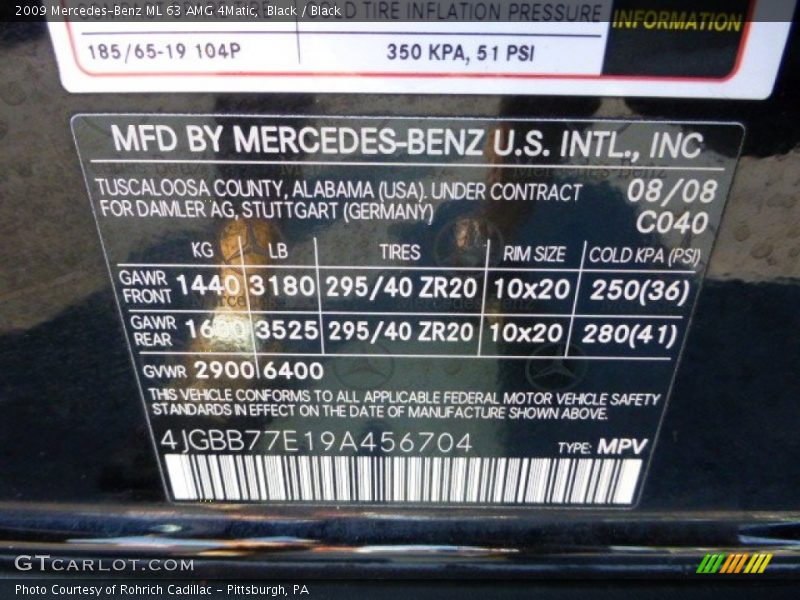 2009 Mercedes-Benz ML 63 AMG 4Matic, Black / Black
TIRE INFLATION PRESSURE
INFORMATION
185/65-19 104P 350 KPA, 51 PSI
MFD BY MERCEDES-BENZ U.S. INTL., INC
TUSCALOOSA COUNTY, ALABAMA (USA). UNDER CONTRACT 08/08
FOR DAIMLER AG, STUTTGART (GERMANY) C040
KG LB TIRES RIM SIZE COLD KPA (PSI)
GAWR FRONT 1440 3180 295/40 ZR20 10x20 250(36)
GAWR REAR 1600 3525 295/40 ZR20 10x20 280(41)
GVWR 2900 6400
THIS VEHICLE CONFORMS TO ALL APPLICABLE FEDERAL MOTOR VEHICLE SAFETY
STANDARDS IN EFFECT ON THE DATE OF MANUFACTURE SHOWN ABOVE.
4JGBB77E19A456704 TYPE: MPV
GTCARLOT.COM
Photo Courtesy of Rohrich Cadillac - Pittsburgh, PA